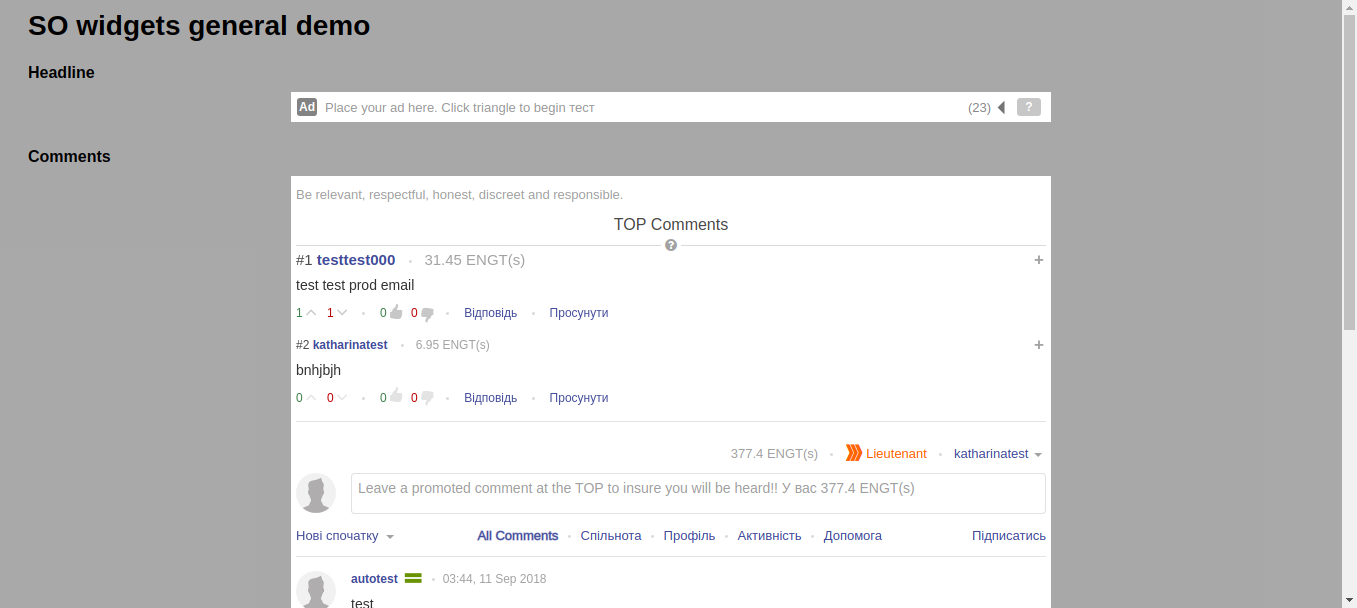 SO widgets general demo
Headline
Ad Place your ad here. Click triangle to begin тест (23) ?
Comments
Be relevant, respectful, honest, discreet and responsible.
TOP Comments
?
#1 testtest000 31.45 ENGT(s) +
test test prod email
1 1 0 0 Відповідь Просунути
#2 katharinatest 6.95 ENGT(s) +
bnhjbjh
0 0 0 0 Відповідь Просунути
377.4 ENGT(s) Lieutenant katharinatest
Leave a promoted comment at the TOP to insure you will be heard!! У вас 377.4 ENGT(s)
Нові спочатку All Comments Спільнота Профіль Активність Допомога Підписатись
autotest 03:44, 11 Sep 2018
test